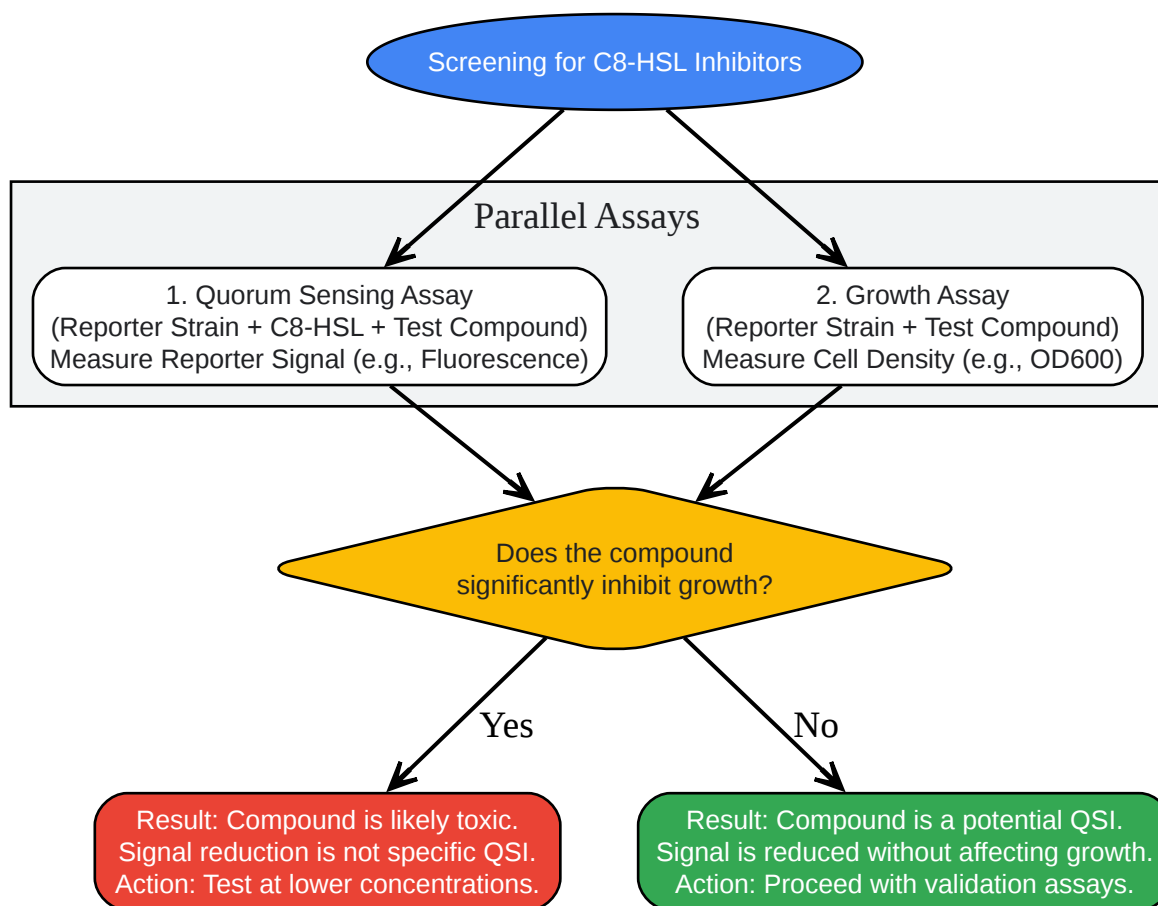 Screening for C8-HSL Inhibitors
Parallel Assays
1. Quorum Sensing Assay
(Reporter Strain + C8-HSL + Test Compound)
Measure Reporter Signal (e.g., Fluorescence)
2. Growth Assay
(Reporter Strain + Test Compound)
Measure Cell Density (e.g., OD600)
Does the compound
significantly inhibit growth?
Yes
No
Result: Compound is likely toxic.
Signal reduction is not specific QSI.
Action: Test at lower concentrations.
Result: Compound is a potential QSI.
Signal is reduced without affecting growth.
Action: Proceed with validation assays.